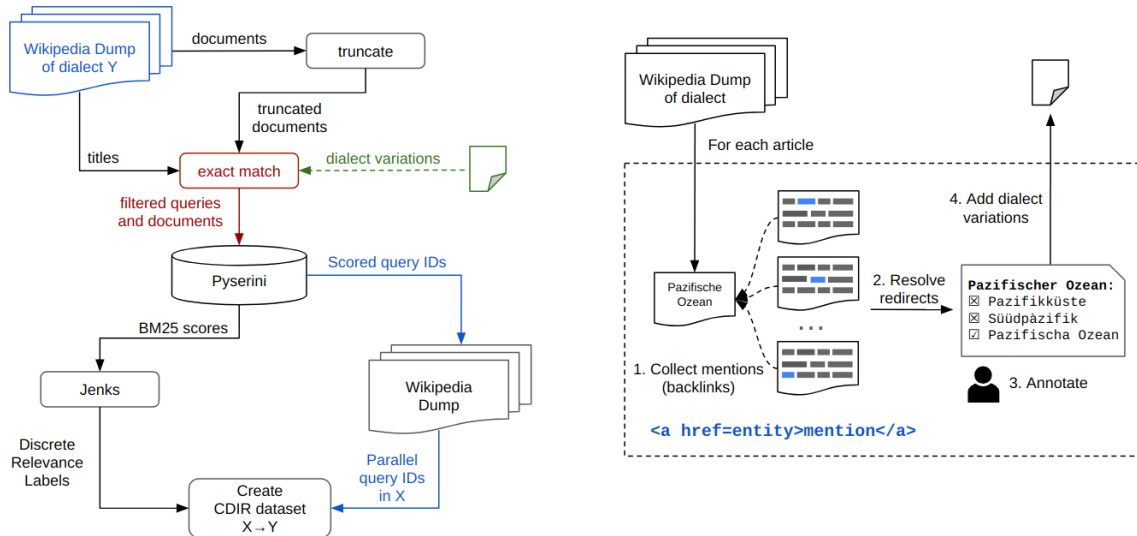 Wikipedia Dump
of dialect Y
documents
truncate
truncated
documents
titles
exact match
dialect variations
filtered queries
and documents
Pyserini
Scored query IDs
BM25 scores
Jenks
Wikipedia
Dump
Discrete
Relevance
Labels
Parallel
query IDs
in X
Create
CDIR dataset
X→Y
Wikipedia Dump
of dialect
For each article
4. Add dialect
variations
Pazifische
Ozean
2. Resolve
redirects
...
Pazifischer Ozean:
☒ Pazifikküste
☒ Süüdpàzifik
☑ Pazifischa Ozean
1. Collect mentions
(backlinks)
3. Annotate
<a href=entity>mention</a>